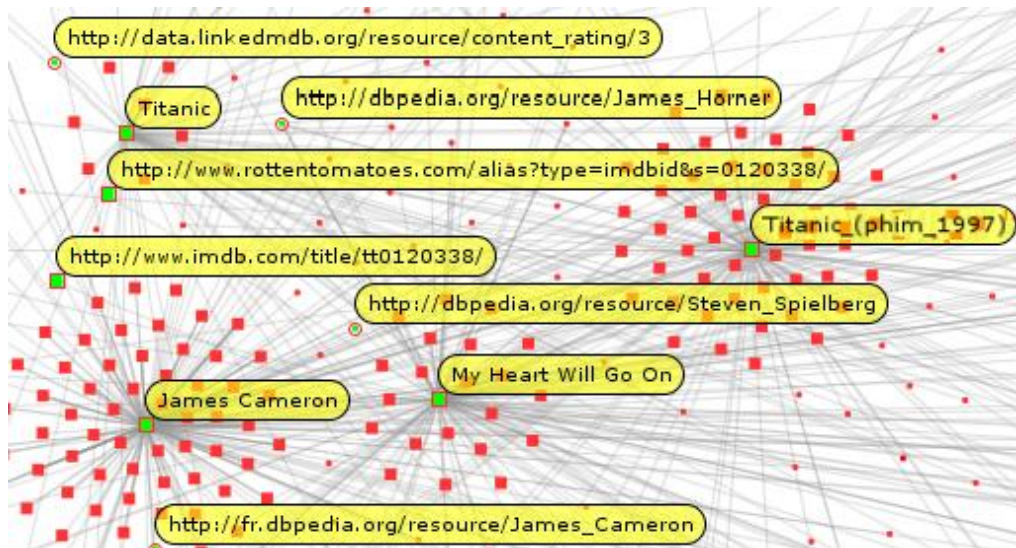 http://data.linkedmdb.org/resource/content_rating/3
http://dbpedia.org/resource/James_Horner
Titanic
http://www.rottentomatoes.com/alias?type=imdbid&s=0120338/
Titanic_(phim_1997)
http://www.imdb.com/title/tt0120338/
http://dbpedia.org/resource/Steven_Spielberg
My Heart Will Go On
James Cameron
http://fr.dbpedia.org/resource/James_Cameron